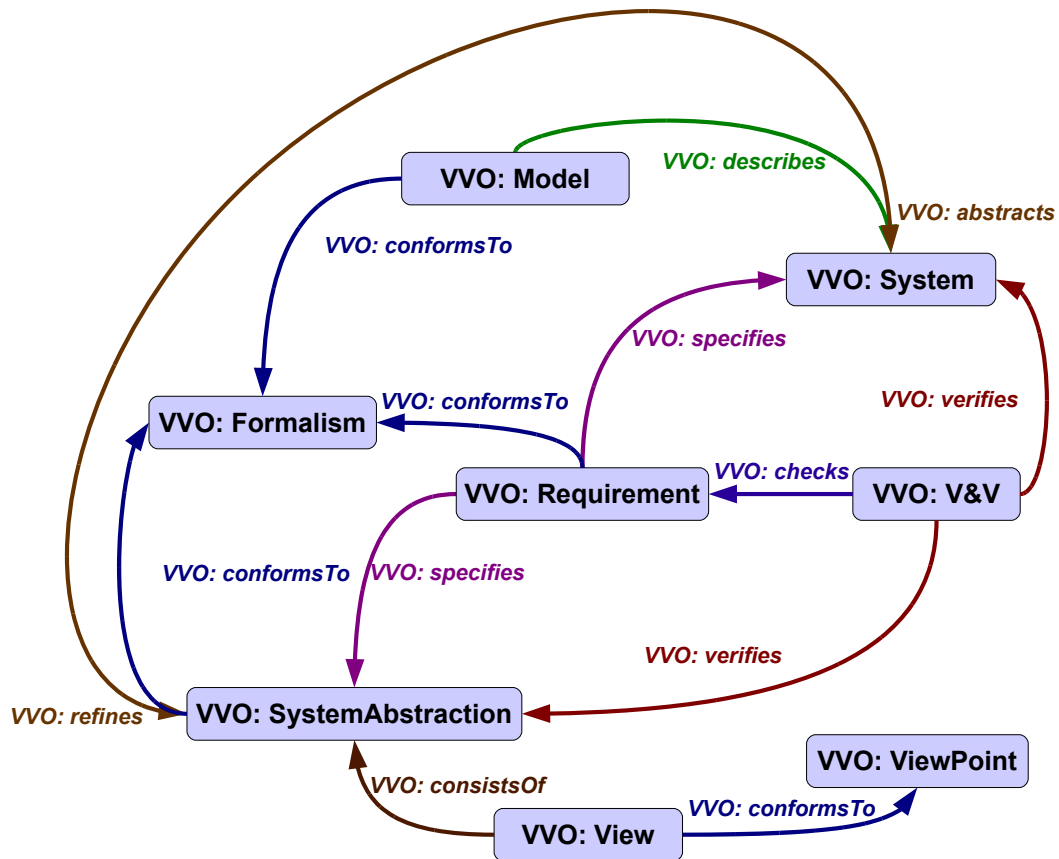 VVO: describes
VVO: Model
VVO: abstracts
VVO: conformsTo
VVO: System
VVO: specifies
VVO: conformsTo
VVO: verifies
VVO: Formalism
VVO: checks
VVO: Requirement
VVO: V&V
VVO: conformsTo
VVO: specifies
VVO: verifies
VVO: refines
VVO: SystemAbstraction
VVO: ViewPoint
VVO: consistsOf
VVO: conformsTo
VVO: View